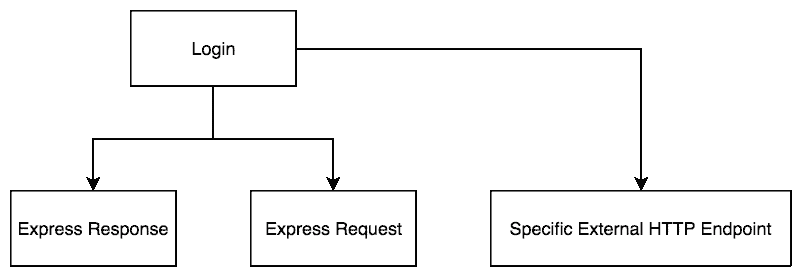 Login
Express Response
Express Request
Specific External HTTP Endpoint